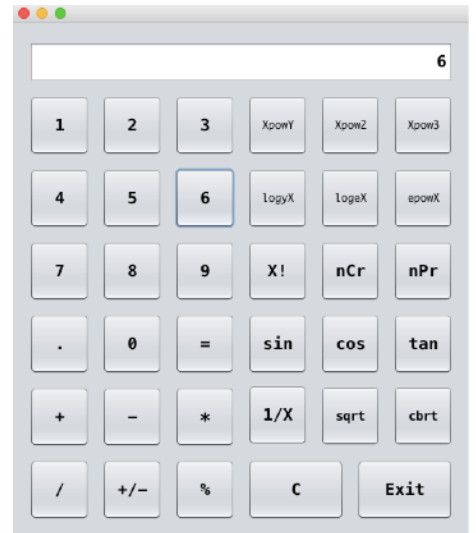 6
1 2 3 XpowY Xpow2 Xpow3
4 5 6 logyX logeX epowX
7 8 9 X! nCr nPr
. 0 = sin cos tan
+ - * 1/X sqrt cbrt
/ +/- % C Exit